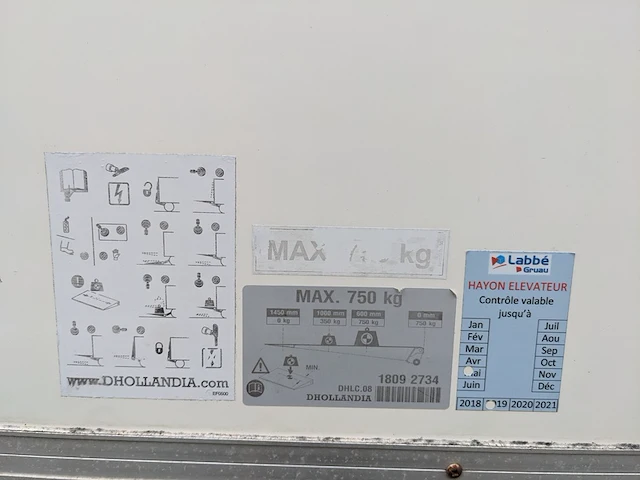 www.DHOLLANDIA.com
EF0600
MAX kg
MAX. 750 kg
1450 mm 1000 mm 600 mm 0 mm
0 kg 350 kg 750 kg 750 kg
MIN.
DHLC.08 1809 2734
DHOLLANDIA
Labbé
Gruau
HAYON ELEVATEUR
Contrôle valable
jusqu'à
Jan Juil
Fév Aou
Mar Sep
Avr Oct
Nov
Juin Déc
2018 2020 2021